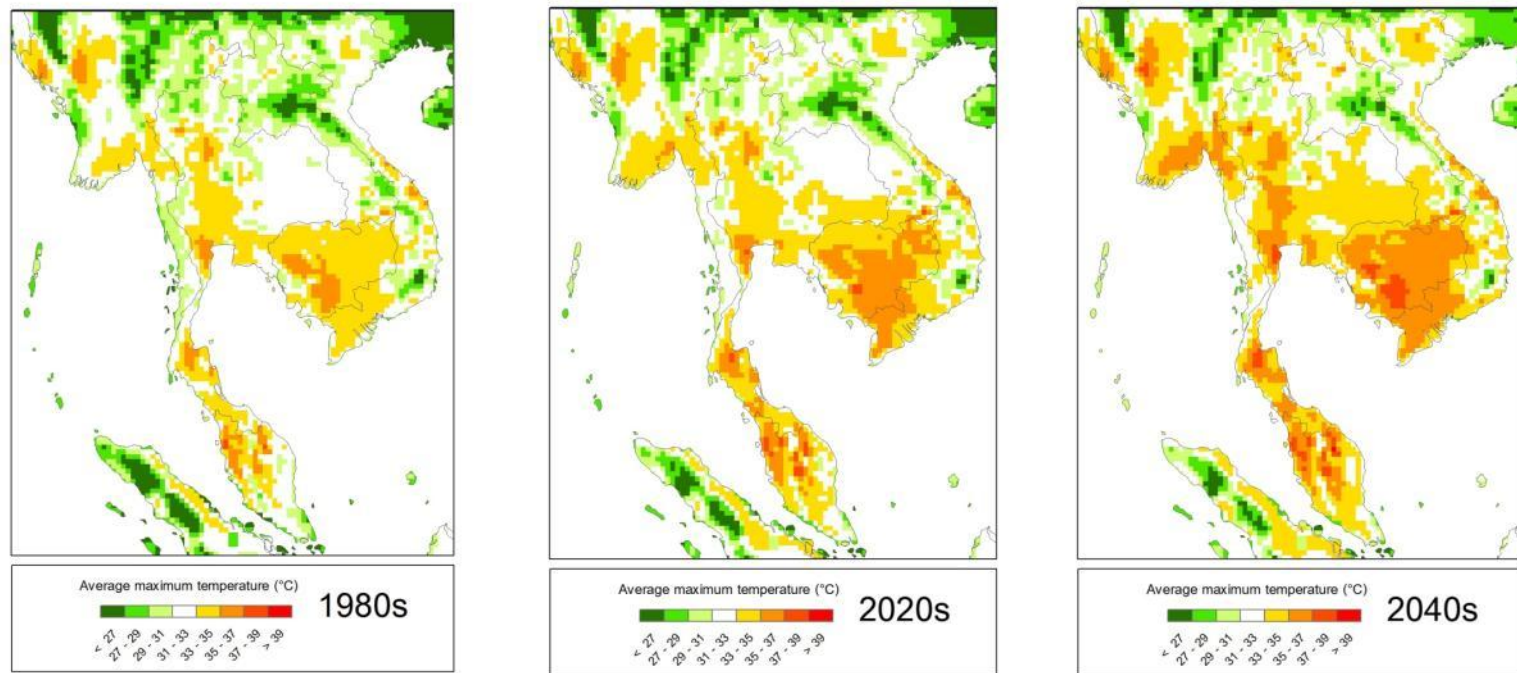 Average maximum temperature (°C)
1980s
< 27
27 - 29
29 - 31
31 - 33
33 - 35
35 - 37
37 - 39
> 39
Average maximum temperature (°C)
2020s
< 27
27 - 29
29 - 31
31 - 33
33 - 35
35 - 37
37 - 39
> 39
Average maximum temperature (°C)
2040s
< 27
27 - 29
29 - 31
31 - 33
33 - 35
35 - 37
37 - 39
> 39